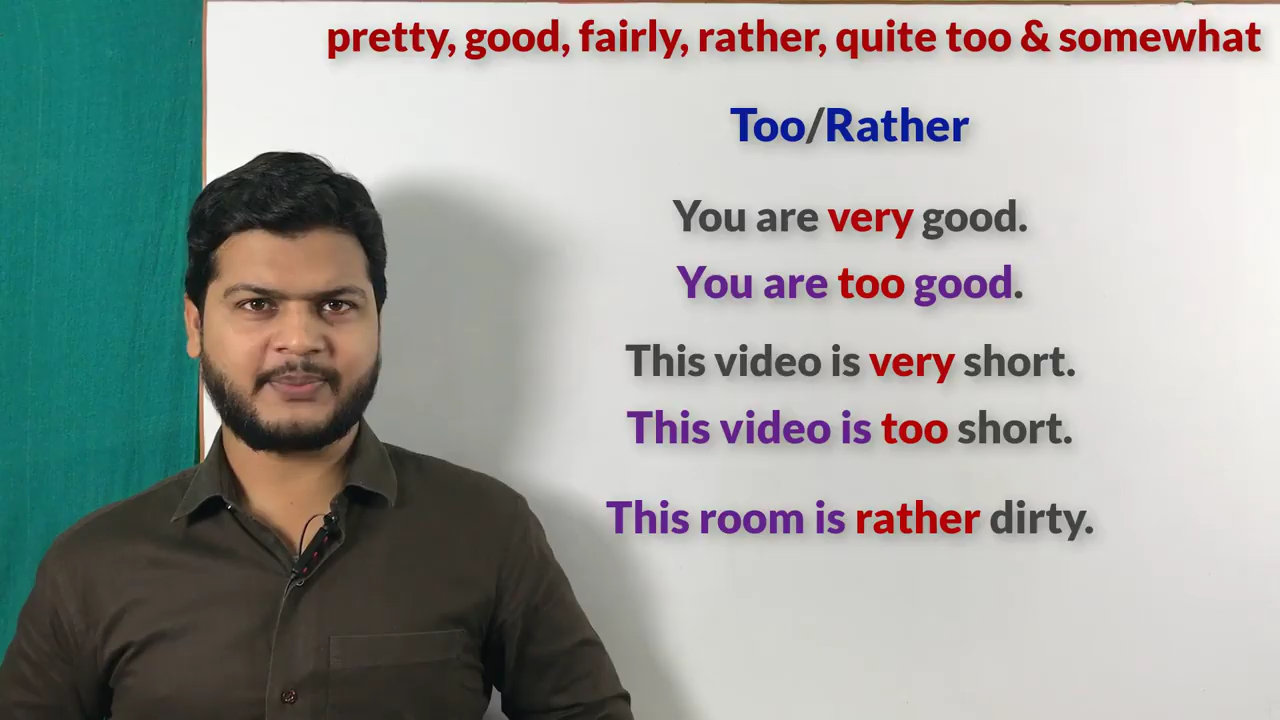 pretty, good, fairly, rather, quite too & somewhat
Too/Rather
You are very good.
You are too good.
This video is very short.
This video is too short.
This room is rather dirty.